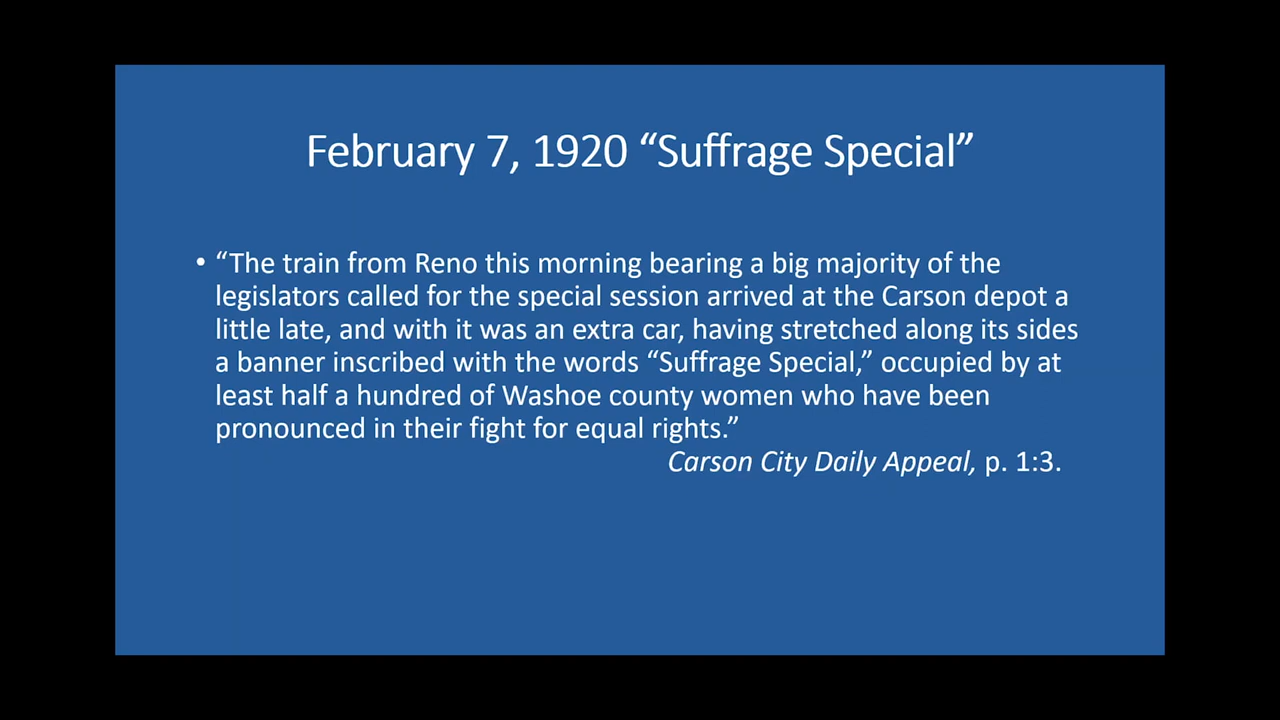 February 7, 1920 “Suffrage Special”
• “The train from Reno this morning bearing a big majority of the
legislators called for the special session arrived at the Carson depot a
little late, and with it was an extra car, having stretched along its sides
a banner inscribed with the words “Suffrage Special,” occupied by at
least half a hundred of Washoe county women who have been
pronounced in their fight for equal rights.”
Carson City Daily Appeal, p. 1:3.